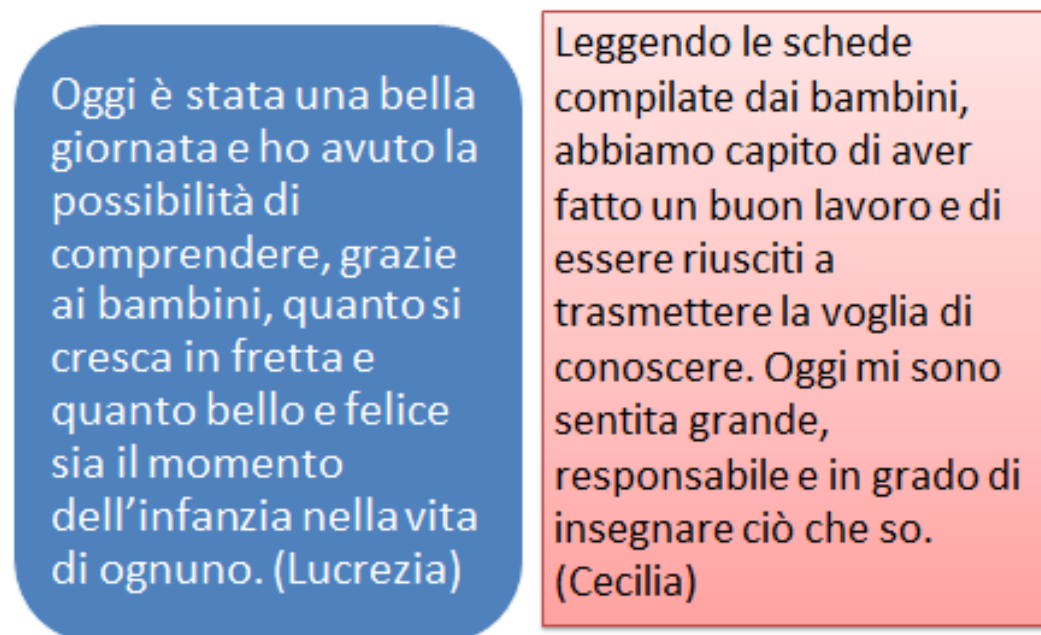 Oggi è stata una bella
giornata e ho avuto la
possibilità di
comprendere, grazie
ai bambini, quanto si
cresca in fretta e
quanto bello e felice
sia il momento
dell’infanzia nella vita
di ognuno. (Lucrezia)
Leggendo le schede
compilate dai bambini,
abbiamo capito di aver
fatto un buon lavoro e di
essere riusciti a
trasmettere la voglia di
conoscere. Oggi mi sono
sentita grande,
responsabile e in grado di
insegnare ciò che so.
(Cecilia)